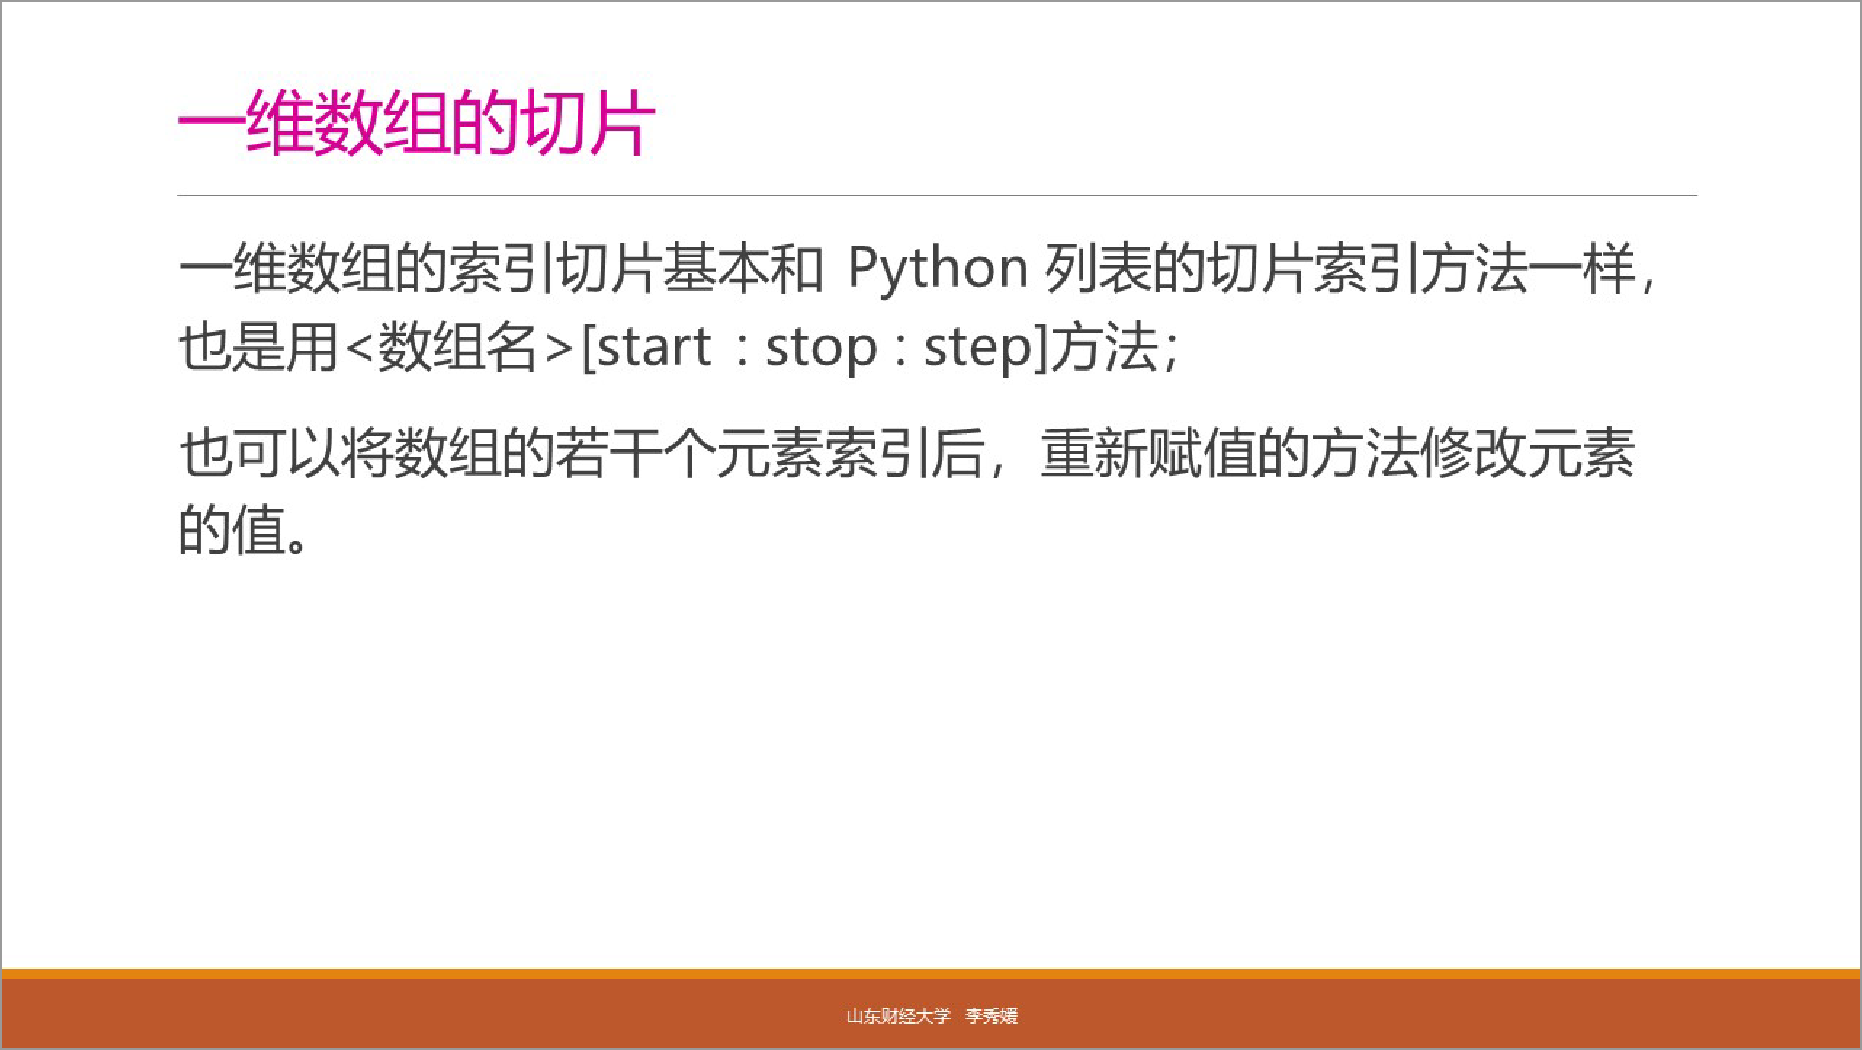 一维数组的切片
一维数组的索引切片基本和 Python 列表的切片索引方法一样，
也是用<数组名>[start : stop : step]方法；
也可以将数组的若干个元素索引后，重新赋值的方法修改元素
的值。
山东财经大学 李秀媛